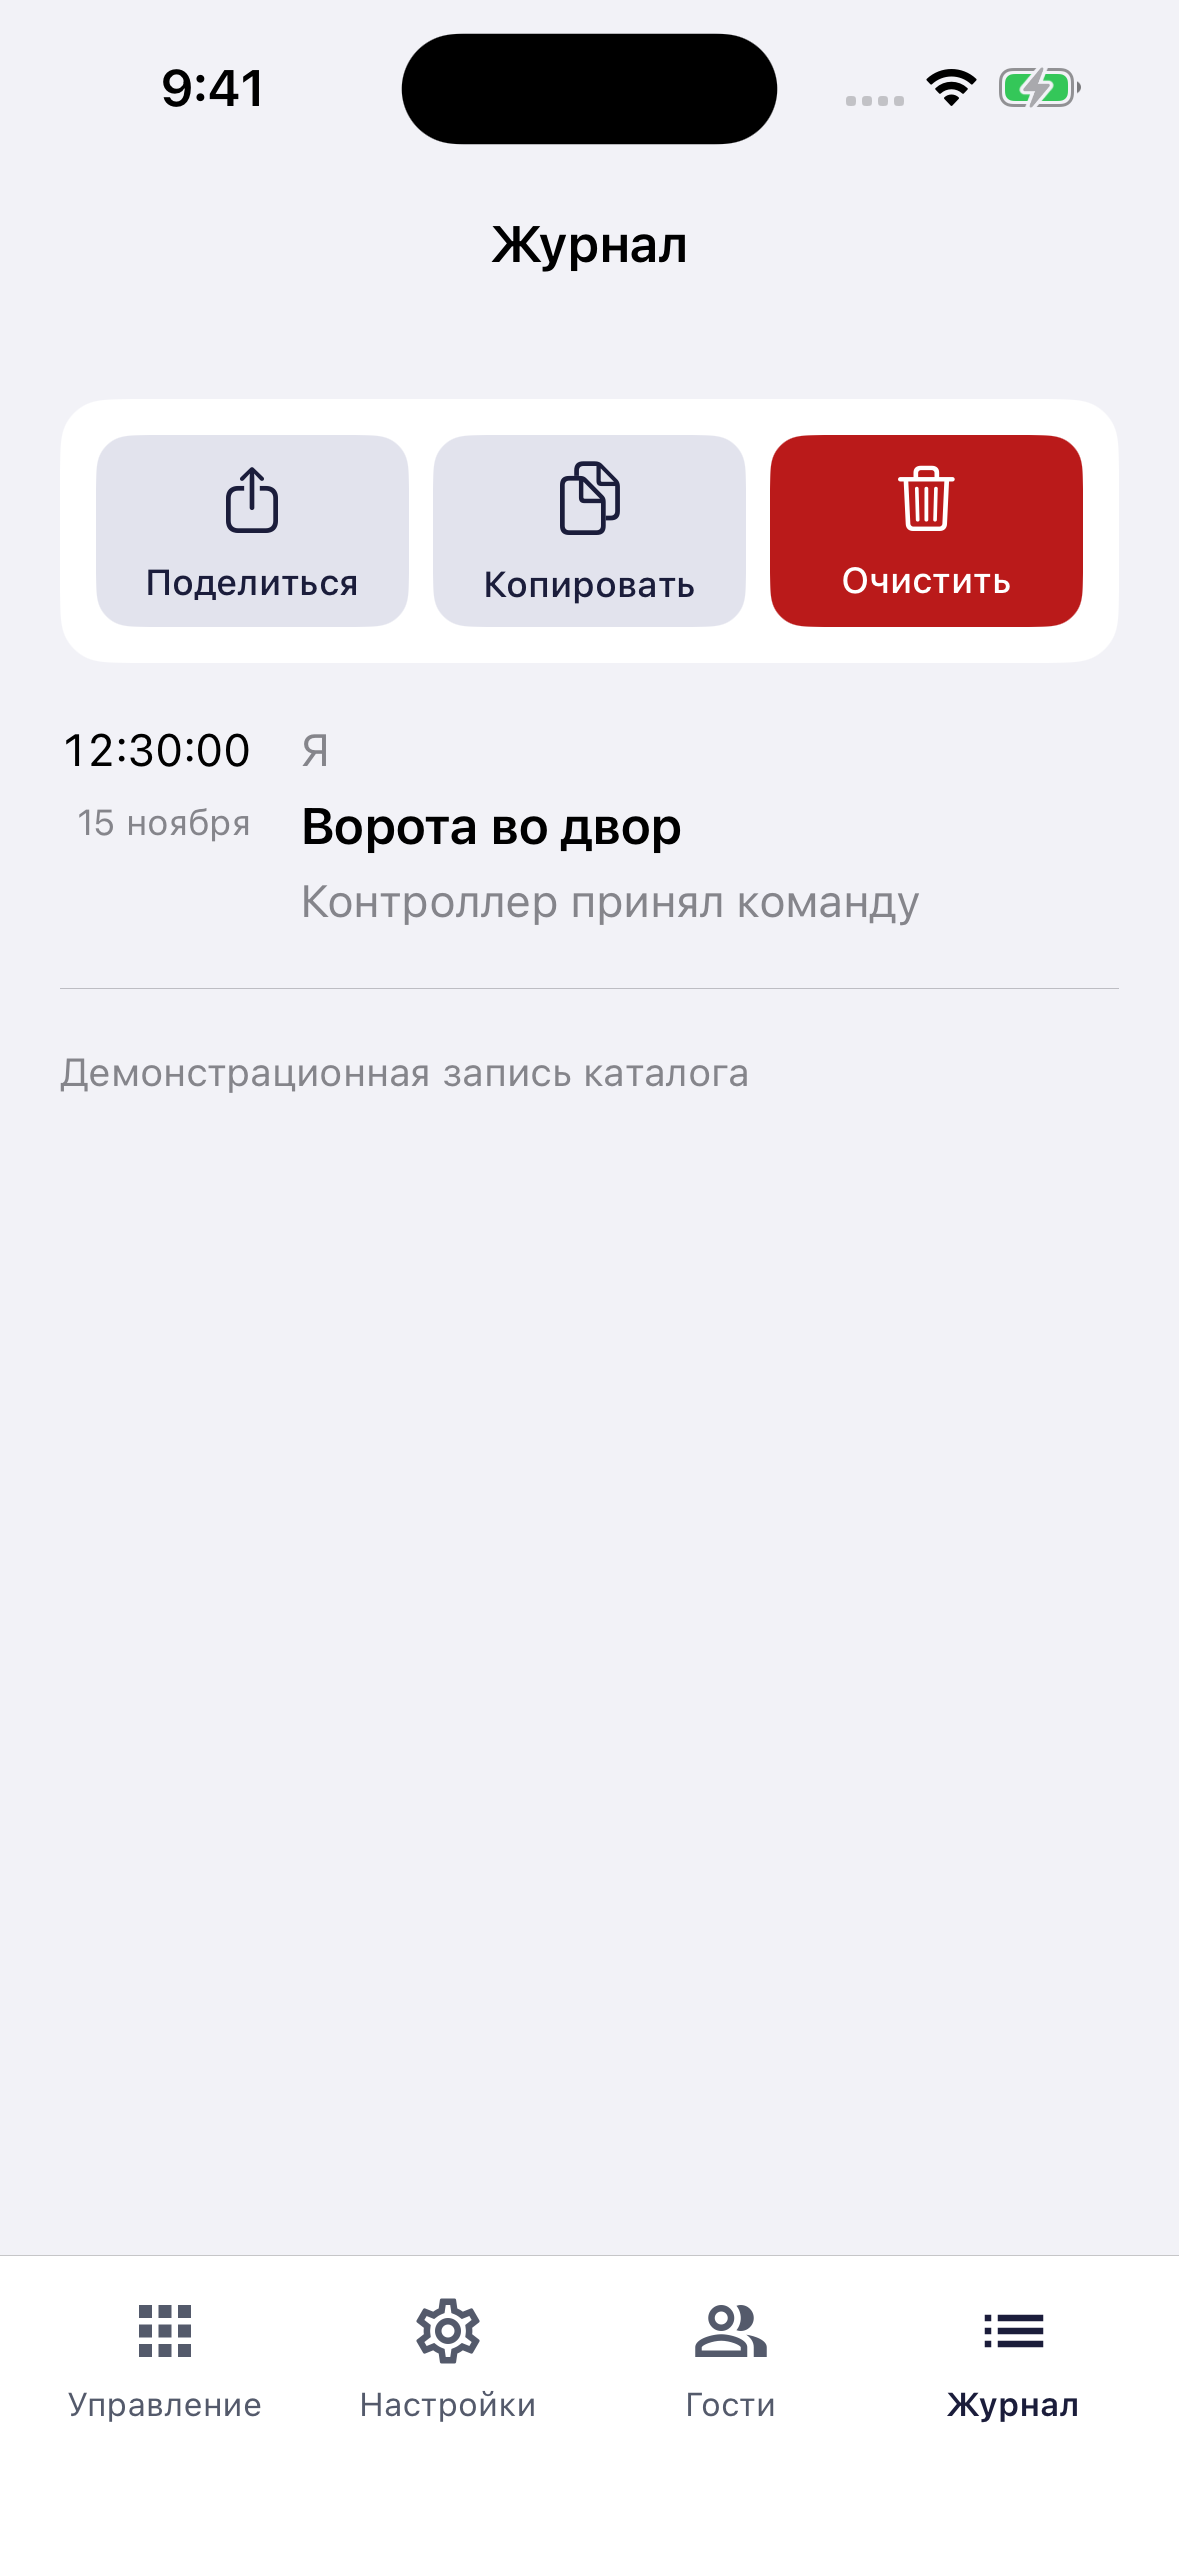 9:41
Журнал
Поделиться
Копировать
Очистить
12:30:00
Я
15 ноября
Ворота во двор
Контроллер принял команду
Демонстрационная запись каталога
Управление
Настройки
Гости
Журнал